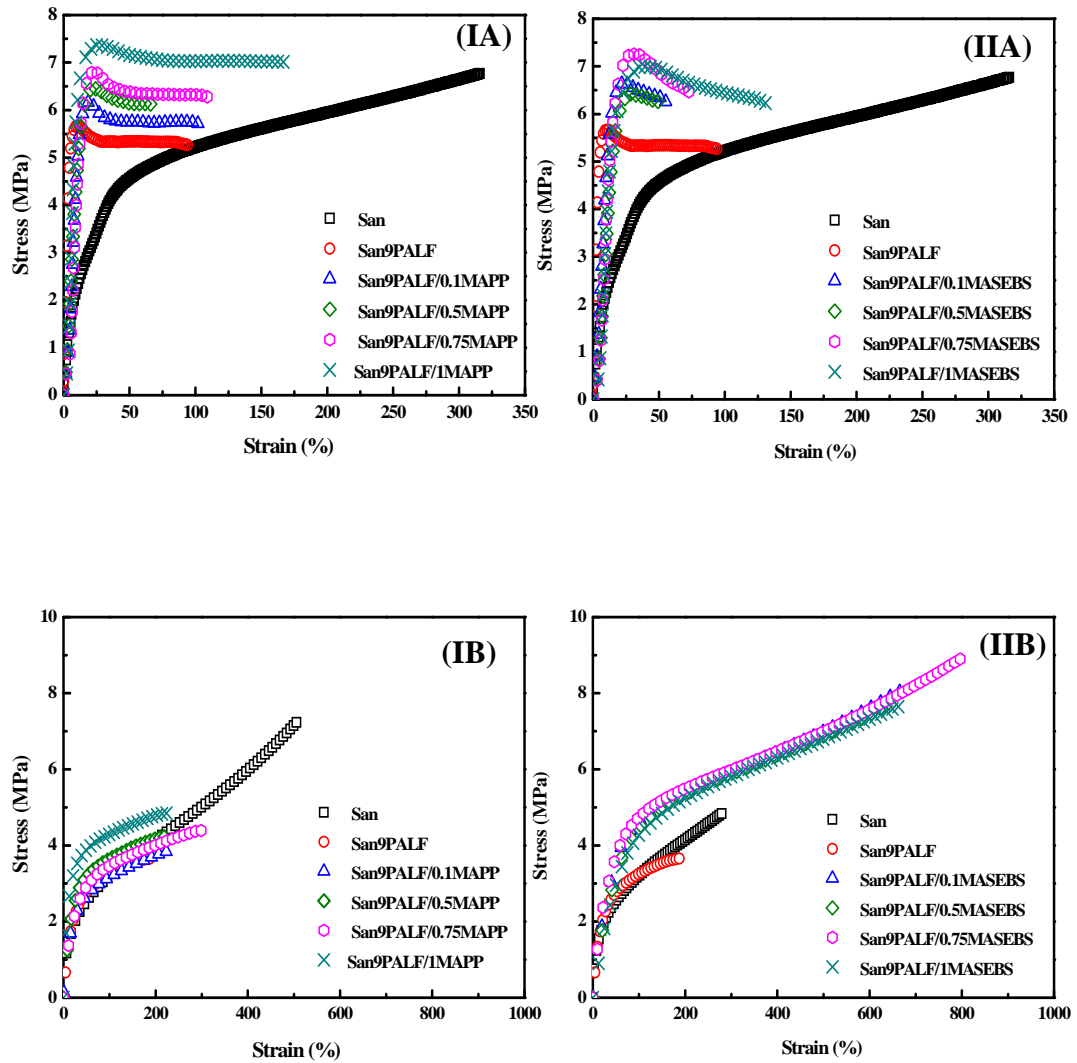 (IA)
8
7
6
5
4
3
2
1
0
Stress (MPa)
San
San9PALF
San9PALF/0.1MAPP
San9PALF/0.5MAPP
San9PALF/0.75MAPP
San9PALF/1MAPP
0 50 100 150 200 250 300 350
Strain (%)
(IIA)
8
7
6
5
4
3
2
1
0
Stress (MPa)
San
San9PALF
San9PALF/0.1MASEBS
San9PALF/0.5MASEBS
San9PALF/0.75MASEBS
San9PALF/1MASEBS
0 50 100 150 200 250 300 350
Strain (%)
(IB)
10
8
6
4
2
0
Stress (MPa)
San
San9PALF
San9PALF/0.1MAPP
San9PALF/0.5MAPP
San9PALF/0.75MAPP
San9PALF/1MAPP
0 200 400 600 800 1000
Strain (%)
(IIB)
10
8
6
4
2
0
Stress (MPa)
San
San9PALF
San9PALF/0.1MASEBS
San9PALF/0.5MASEBS
San9PALF/0.75MASEBS
San9PALF/1MASEBS
0 200 400 600 800 1000
Strain (%)